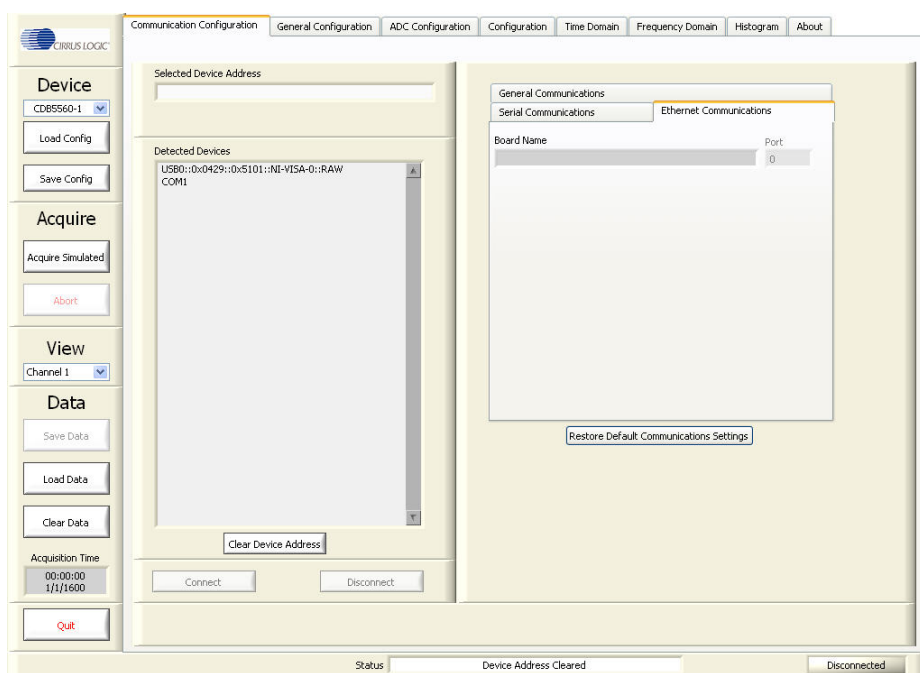 CIRRUS LOGIC
Communication Configuration
General Configuration
ADC Configuration
Configuration
Time Domain
Frequency Domain
Histogram
About
Device
CDB5560-1
Load Config
Save Config
Acquire
Acquire Simulated
Abort
View
Channel 1
Data
Save Data
Load Data
Clear Data
Acquisition Time
00:00:00
1/1/1600
Quit
Selected Device Address
Detected Devices
USB0::0x0429::0x5101::NI-VISA-0::RAW
COM1
Clear Device Address
Connect
Disconnect
General Communications
Serial Communications
Ethernet Communications
Board Name
Port
0
Restore Default Communications Settings
Status
Device Address Cleared
Disconnected